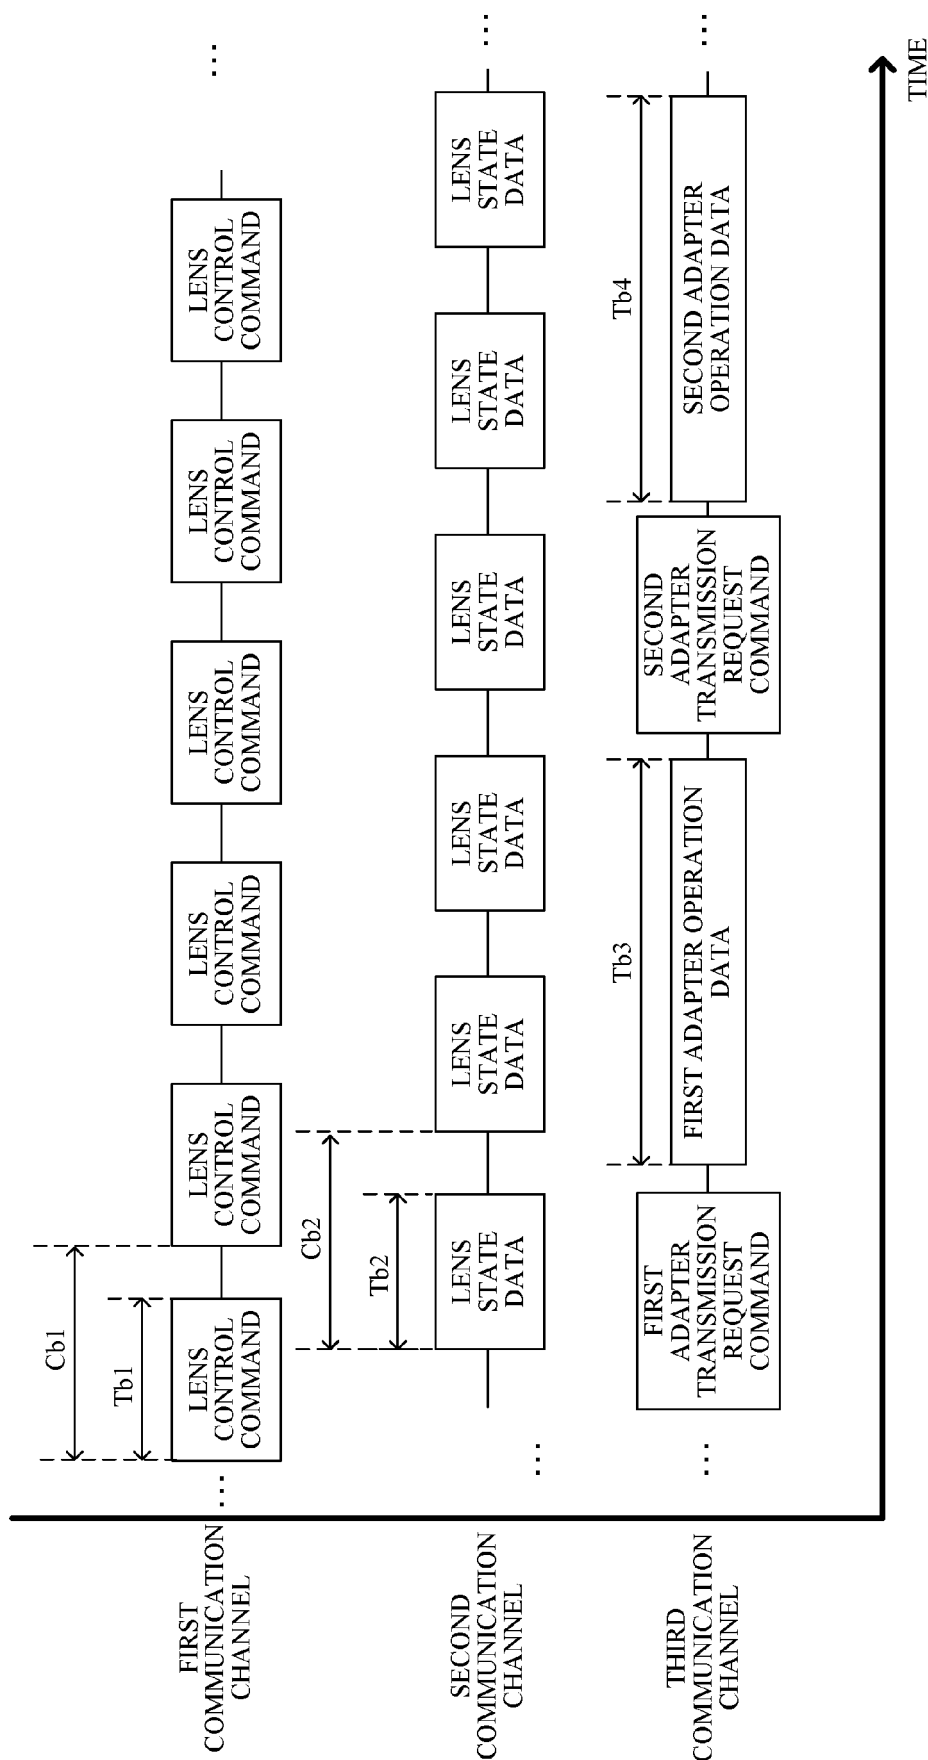 FIRST
COMMUNICATION
CHANNEL
...
Cb1
Tb1
LENS
CONTROL
COMMAND
LENS
CONTROL
COMMAND
LENS
CONTROL
COMMAND
LENS
CONTROL
COMMAND
LENS
CONTROL
COMMAND
LENS
CONTROL
COMMAND
...
SECOND
COMMUNICATION
CHANNEL
...
Cb2
Tb2
LENS
STATE
DATA
LENS
STATE
DATA
LENS
STATE
DATA
LENS
STATE
DATA
LENS
STATE
DATA
LENS
STATE
DATA
...
THIRD
COMMUNICATION
CHANNEL
...
FIRST
ADAPTER
TRANSMISSION
REQUEST
COMMAND
Tb3
FIRST ADAPTER OPERATION
DATA
SECOND
ADAPTER
TRANSMISSION
REQUEST
COMMAND
Tb4
SECOND ADAPTER
OPERATION DATA
...
TIME